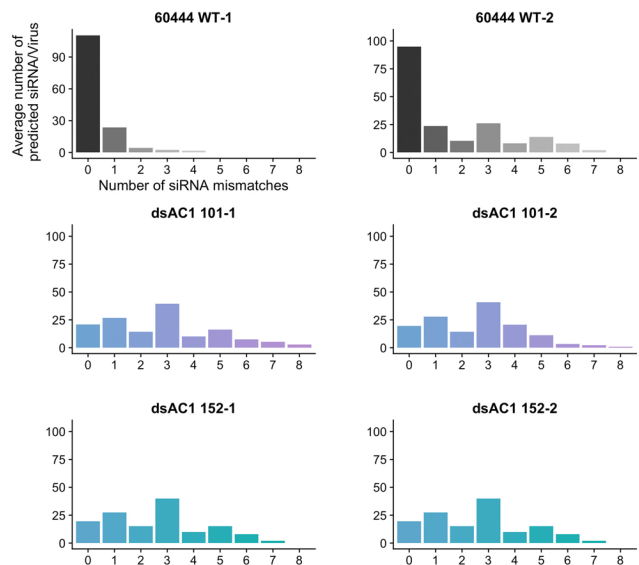 60444 WT-1
60444 WT-2
Average number of
predicted siRNA/Virus
90
60
30
0
0 1 2 3 4 5 6 7 8
Number of siRNA mismatches
100
75
50
25
0
0 1 2 3 4 5 6 7 8
dsAC1 101-1
dsAC1 101-2
100
75
50
25
0
0 1 2 3 4 5 6 7 8
100
75
50
25
0
0 1 2 3 4 5 6 7 8
dsAC1 152-1
dsAC1 152-2
100
75
50
25
0
0 1 2 3 4 5 6 7 8
100
75
50
25
0
0 1 2 3 4 5 6 7 8